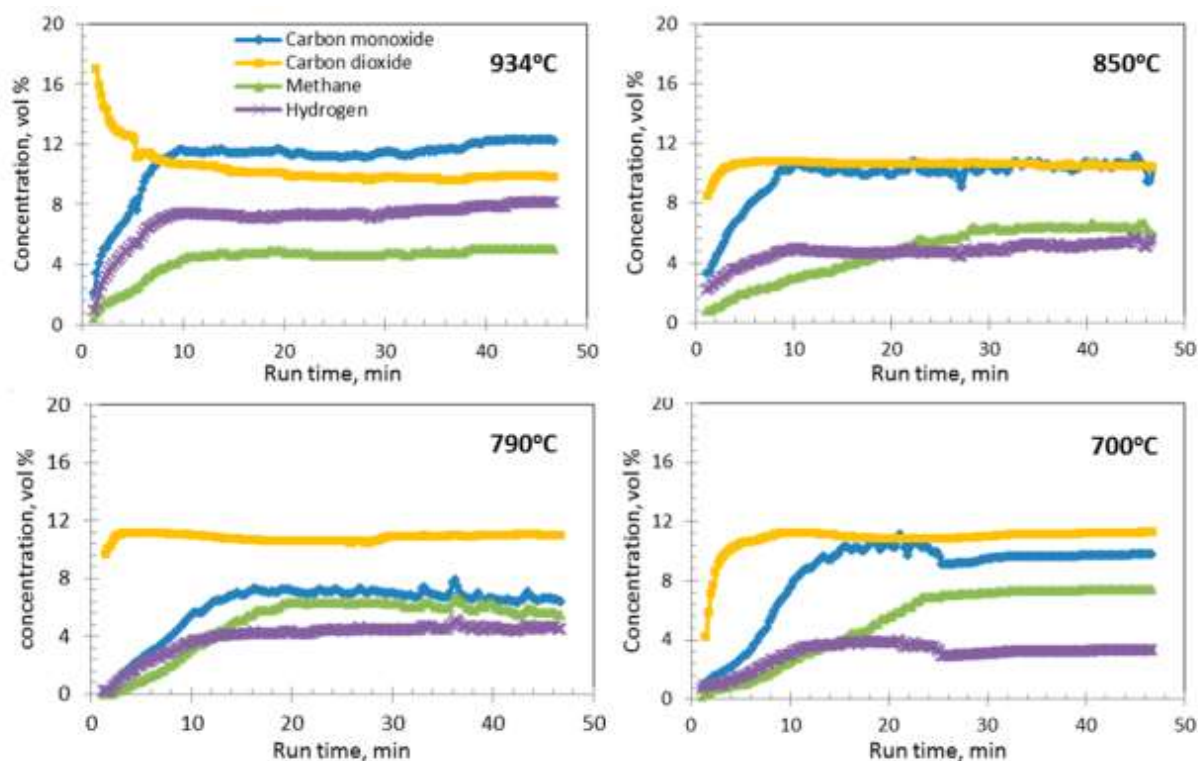 20
16
12
8
4
0
Concentration, vol %
Carbon monoxide
Carbon dioxide
Methane
Hydrogen
934°C
0 10 20 30 40 50
Run time, min
20
16
12
8
4
0
Concentration, vol %
850°C
0 10 20 30 40 50
Run time, min
20
16
12
8
4
0
concentration, vol %
790°C
0 10 20 30 40 50
Run time, min
20
16
12
8
4
0
Concentration, vol %
700°C
0 10 20 30 40 50
Run time, min